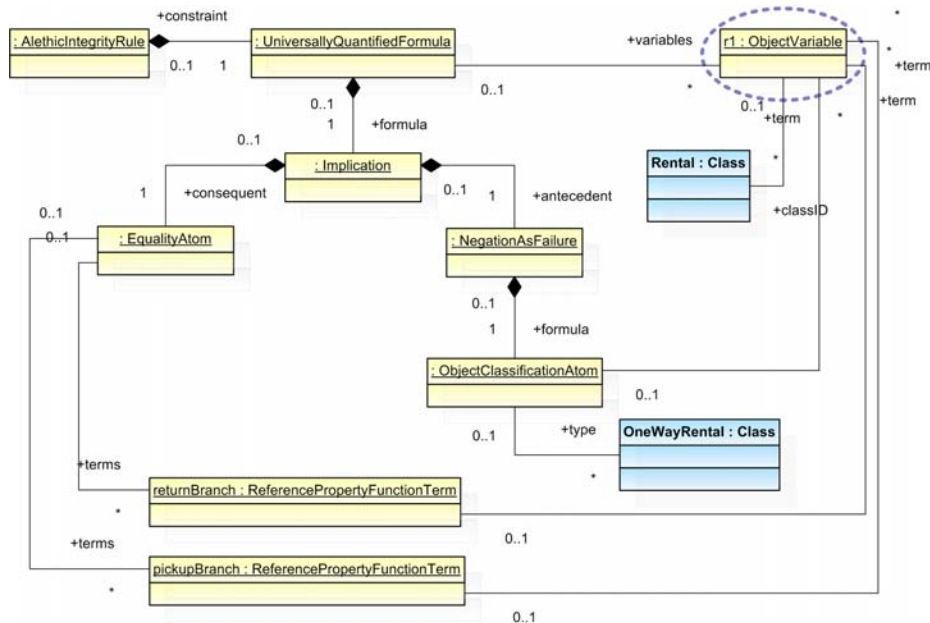 +constraint
*
: AlethicIntegrityRule
: UniversallyQuantifiedFormula
+variables
r1 : ObjectVariable
*
0..1
1
0..1
+term
0..1
*
0..1
+term
*
+term
1
+formula
0..1
: Implication
Rental : Class
*
1
+consequent
0..1
1
+antecedent
+classID
0..1
0..1
: EqualityAtom
: NegationAsFailure
0..1
1
+formula
: ObjectClassificationAtom
0..1
0..1
+type
OneWayRental : Class
+terms
*
returnBranch : ReferencePropertyFunctionTerm
*
0..1
+terms
pickupBranch : ReferencePropertyFunctionTerm
*
0..1